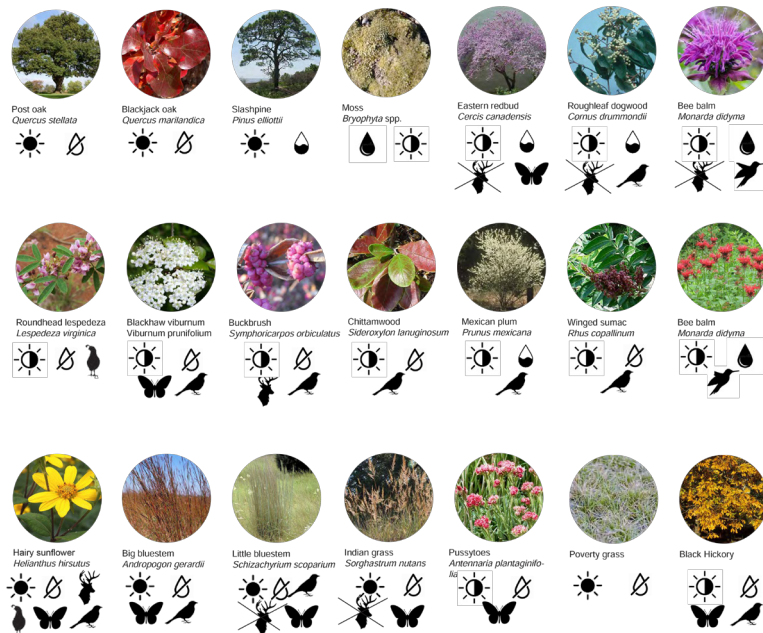 Post oak
Quercus stellata
Blackjack oak
Quercus marilandica
Slashpine
Pinus elliottii
Moss
Bryophyta spp.
Eastern redbud
Cercis canadensis
Roughleaf dogwood
Cornus drummondii
Bee balm
Monarda didyma
Roundhead lespedeza
Lespedeza virginica
Blackhaw viburnum
Viburnum prunifolium
Buckbrush
Symphoricarpos orbiculatus
Chittamwood
Sideroxylon lanuginosum
Mexican plum
Prunus mexicana
Winged sumac
Rhus copallinum
Bee balm
Monarda didyma
Hairy sunflower
Helianthus hirsutus
Big bluestem
Andropogon gerardii
Little bluestem
Schizachyrium scoparium
Indian grass
Sorghastrum nutans
Pussytoes
Antennaria plantaginifo-
lia
Poverty grass
Black Hickory